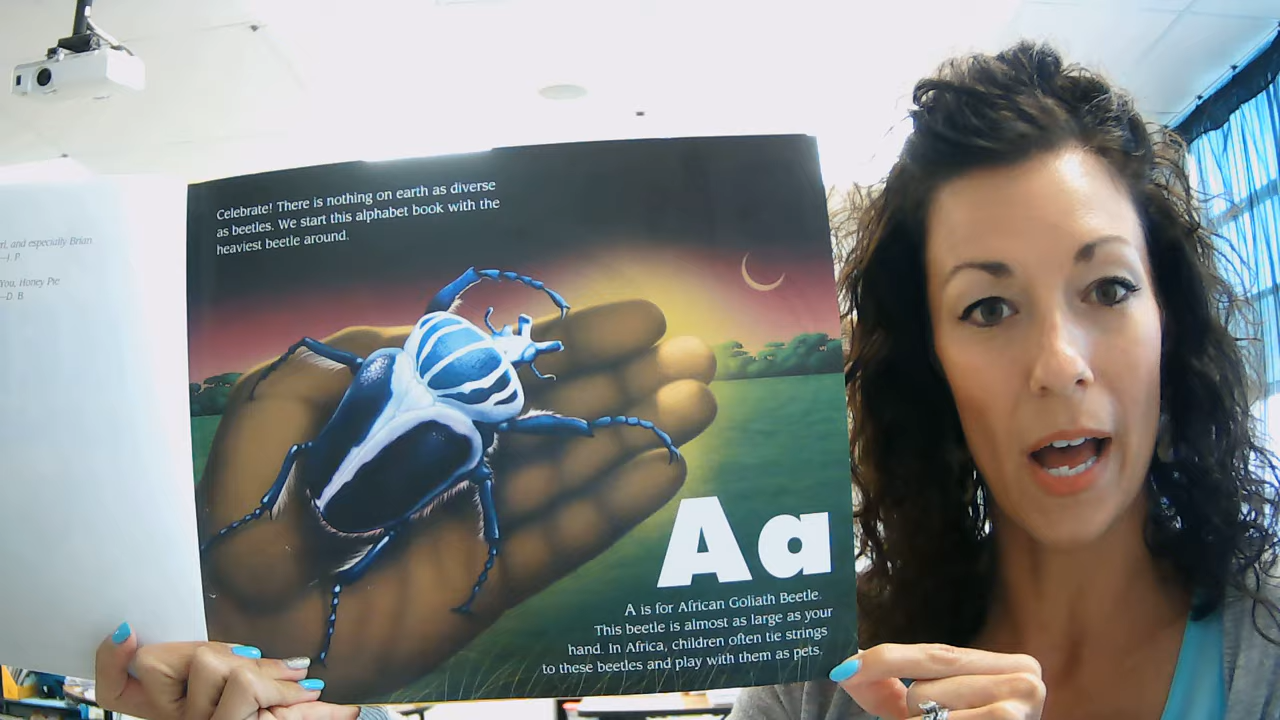 rl, and especially Brian
—J. P.
You, Honey Pie
—D. B.
Celebrate! There is nothing on earth as diverse
as beetles. We start this alphabet book with the
heaviest beetle around.
Aa
A is for African Goliath Beetle.
This beetle is almost as large as your
hand. In Africa, children often tie strings
to these beetles and play with them as pets.